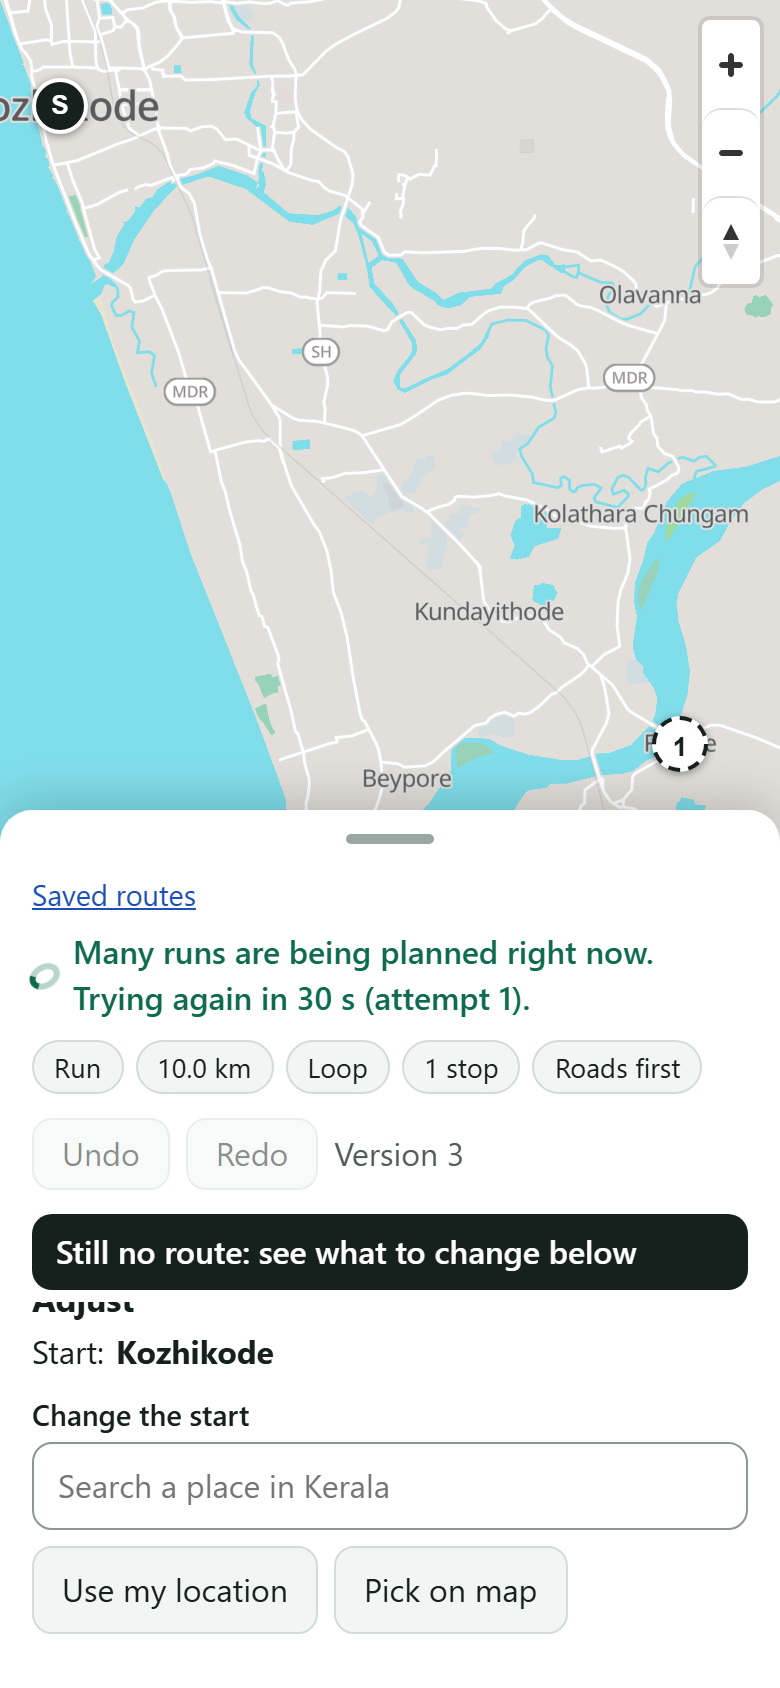 S
Olavanna
SH
MDR
MDR
Kolathara Chungam
Kundayithode
1
Beypore
Saved routes
Many runs are being planned right now.
Trying again in 30 s (attempt 1).
Run
10.0 km
Loop
1 stop
Roads first
Undo
Redo
Version 3
Still no route: see what to change below
Adjust
Start: Kozhikode
Change the start
Search a place in Kerala
Use my location
Pick on map